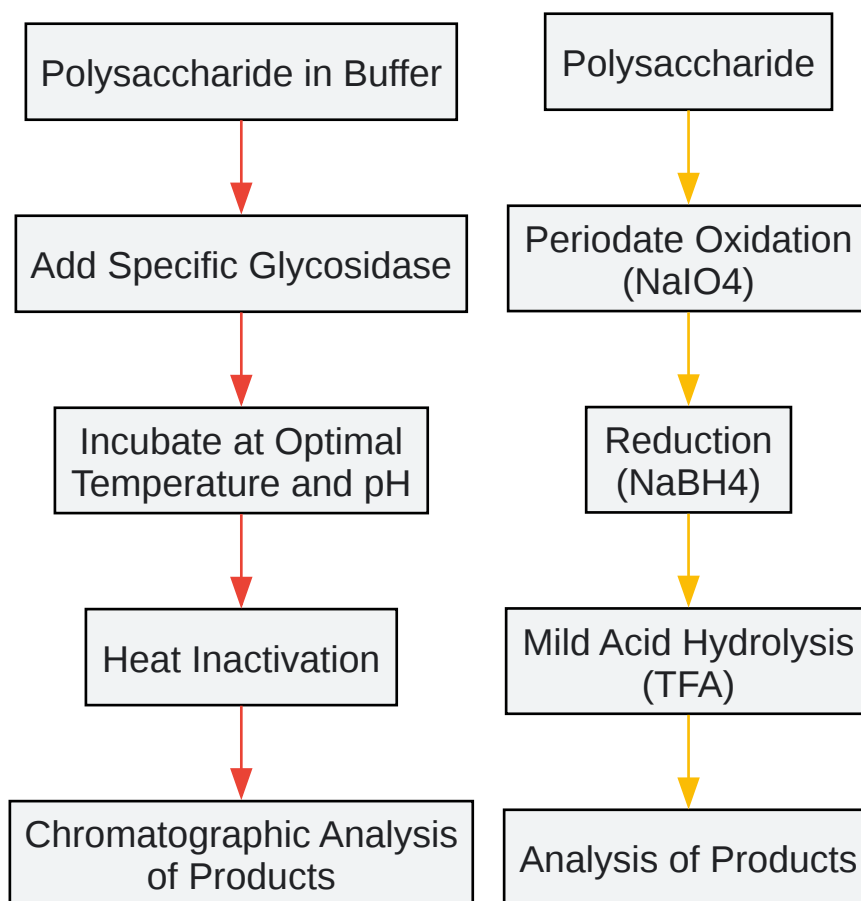 Polysaccharide in Buffer
Add Specific Glycosidase
Incubate at Optimal
Temperature and pH
Heat Inactivation
Chromatographic Analysis
of Products
Polysaccharide
Periodate Oxidation
(NaIO4)
Reduction
(NaBH4)
Mild Acid Hydrolysis
(TFA)
Analysis of Products